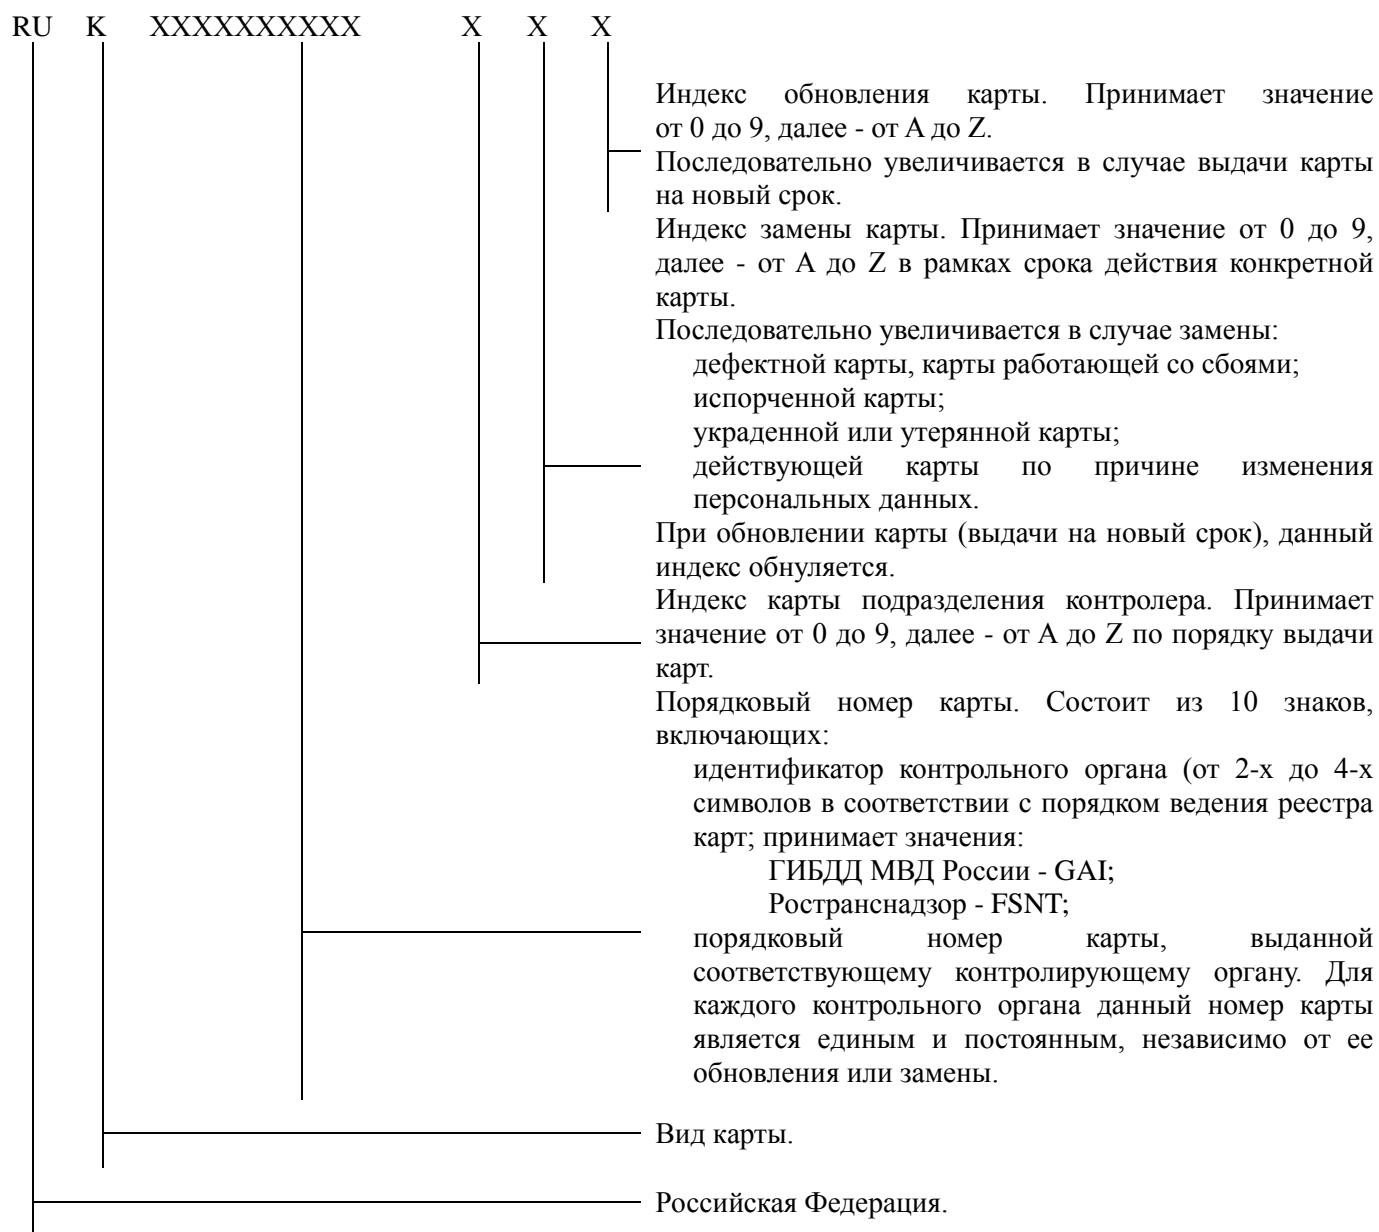 RU K XXXXXXXXXX X X X
Индекс обновления карты. Принимает значение
от 0 до 9, далее - от A до Z.
Последовательно увеличивается в случае выдачи карты
на новый срок.
Индекс замены карты. Принимает значение от 0 до 9,
далее - от A до Z в рамках срока действия конкретной
карты.
Последовательно увеличивается в случае замены:
дефектной карты, карты работающей со сбоями;
испорченной карты;
украденной или утерянной карты;
действующей карты по причине изменения
персональных данных.
При обновлении карты (выдачи на новый срок), данный
индекс обнуляется.
Индекс карты подразделения контролера. Принимает
значение от 0 до 9, далее - от A до Z по порядку выдачи
карт.
Порядковый номер карты. Состоит из 10 знаков,
включающих:
идентификатор контрольного органа (от 2-х до 4-х
символов в соответствии с порядком ведения реестра
карт; принимает значения:
ГИБДД МВД России - GAI;
Ространснадзор - FSNT;
порядковый номер карты, выданной
соответствующему контролирующему органу. Для
каждого контрольного органа данный номер карты
является единым и постоянным, независимо от ее
обновления или замены.
Вид карты.
Российская Федерация.